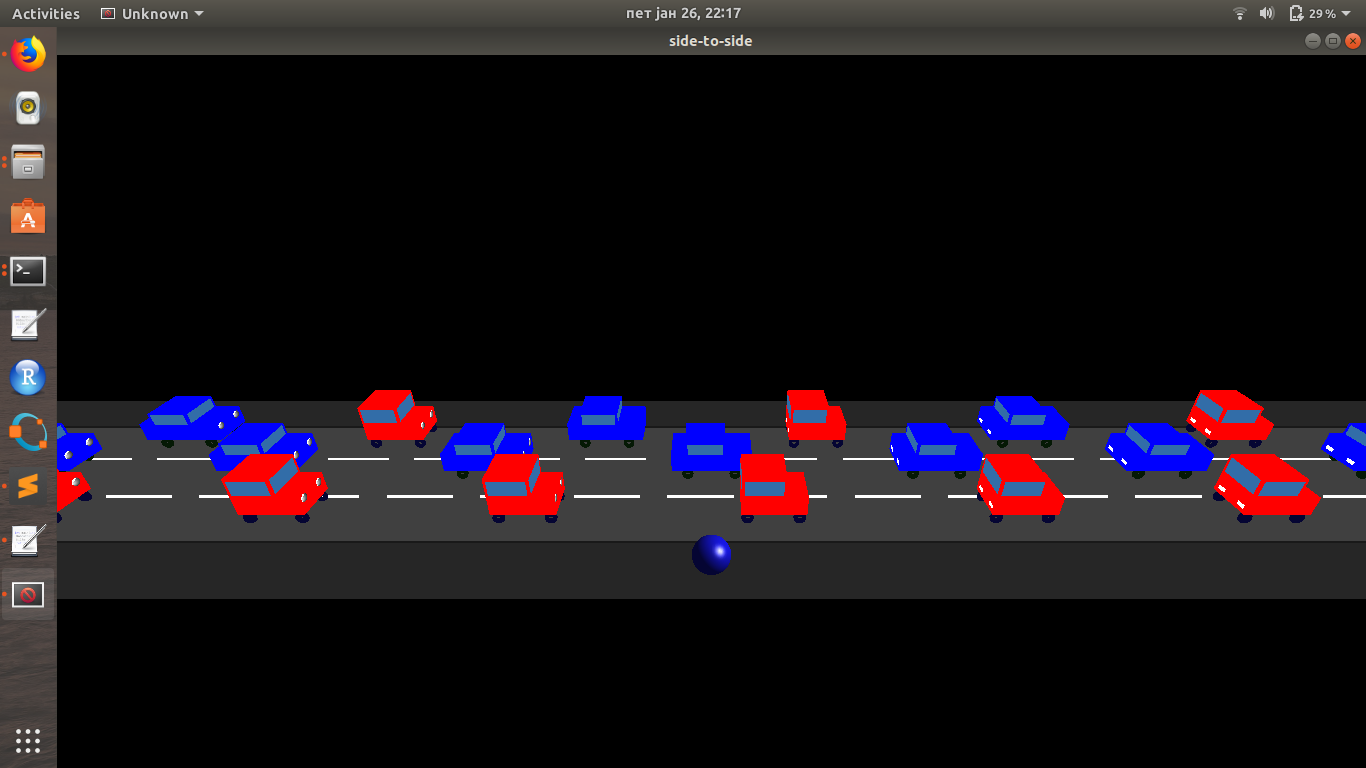 Activities Unknown пет јан 26, 22:17 29%
side-to-side
R